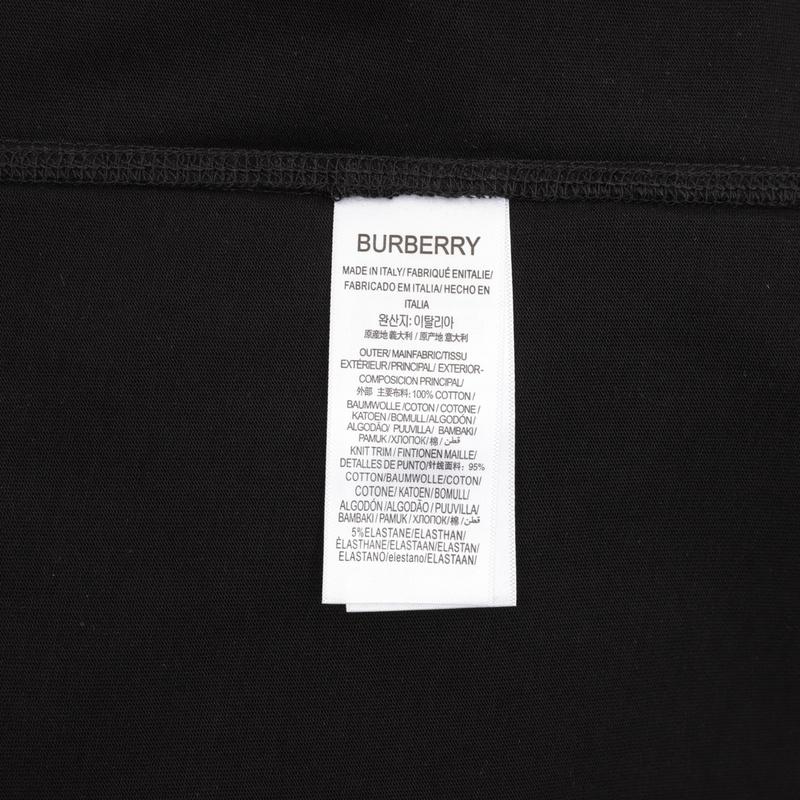 BURBERRY
MADE IN ITALY/ FABRIQUÉ ENITALIE/
FABRICADO EM ITALIA/ HECHO EN
ITALIA
완산지: 이탈리아
原産地 義大利 / 原产地 意大利
OUTER/ MAINFABRIC/TISSU
EXTÉRIEUR/PRINCIPAL/ EXTERIOR-
COMPOSICION PRINCIPAL/
外部 主要布料: 100% COTTON /
BAUMWOLLE /COTON / COTONE /
KATOEN / BOMULL/ ALGODÓN /
ALGODÃO/ PUUVILLA/ BAMBAKI/
PAMUK /ХЛОПОК/ 棉 / قطن
KNIT TRIM / FINTIONEN MAILLE/
DETALLES DE PUNTO/针线面料: 95%
COTTON/BAUMWOLLE/COTON/
COTONE/ KATOEN/BOMULL/
ALGODÓN /ALGODÃO / PUUVILLA/
BAMBAKI / PAMUK / ХЛОПОК/棉 / قطن
5%ELASTANE/ELASTHAN/
ÉLASTHANE/ELASTAAN/ELASTAN/
ELASTANO/elestano/ELASTAAN/